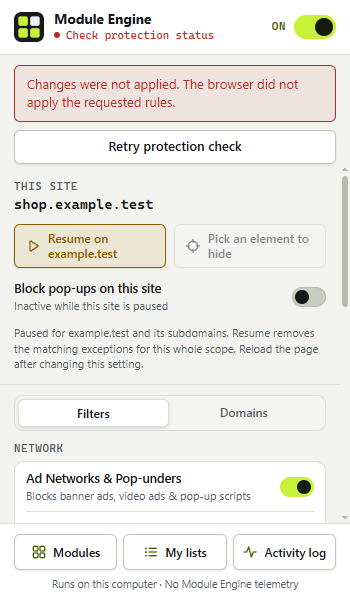 Module Engine
Check protection status
ON
Changes were not applied. The browser did not
apply the requested rules.
Retry protection check
THIS SITE
shop.example.test
Resume on
example.test
Pick an element to
hide
Block pop-ups on this site
Inactive while this site is paused
Paused for example.test and its subdomains. Resume removes
the matching exceptions for this whole scope. Reload the page
after changing this setting.
Filters
Domains
NETWORK
Ad Networks & Pop-unders
Blocks banner ads, video ads & pop-up scripts
Modules
My lists
Activity log
Runs on this computer · No Module Engine telemetry